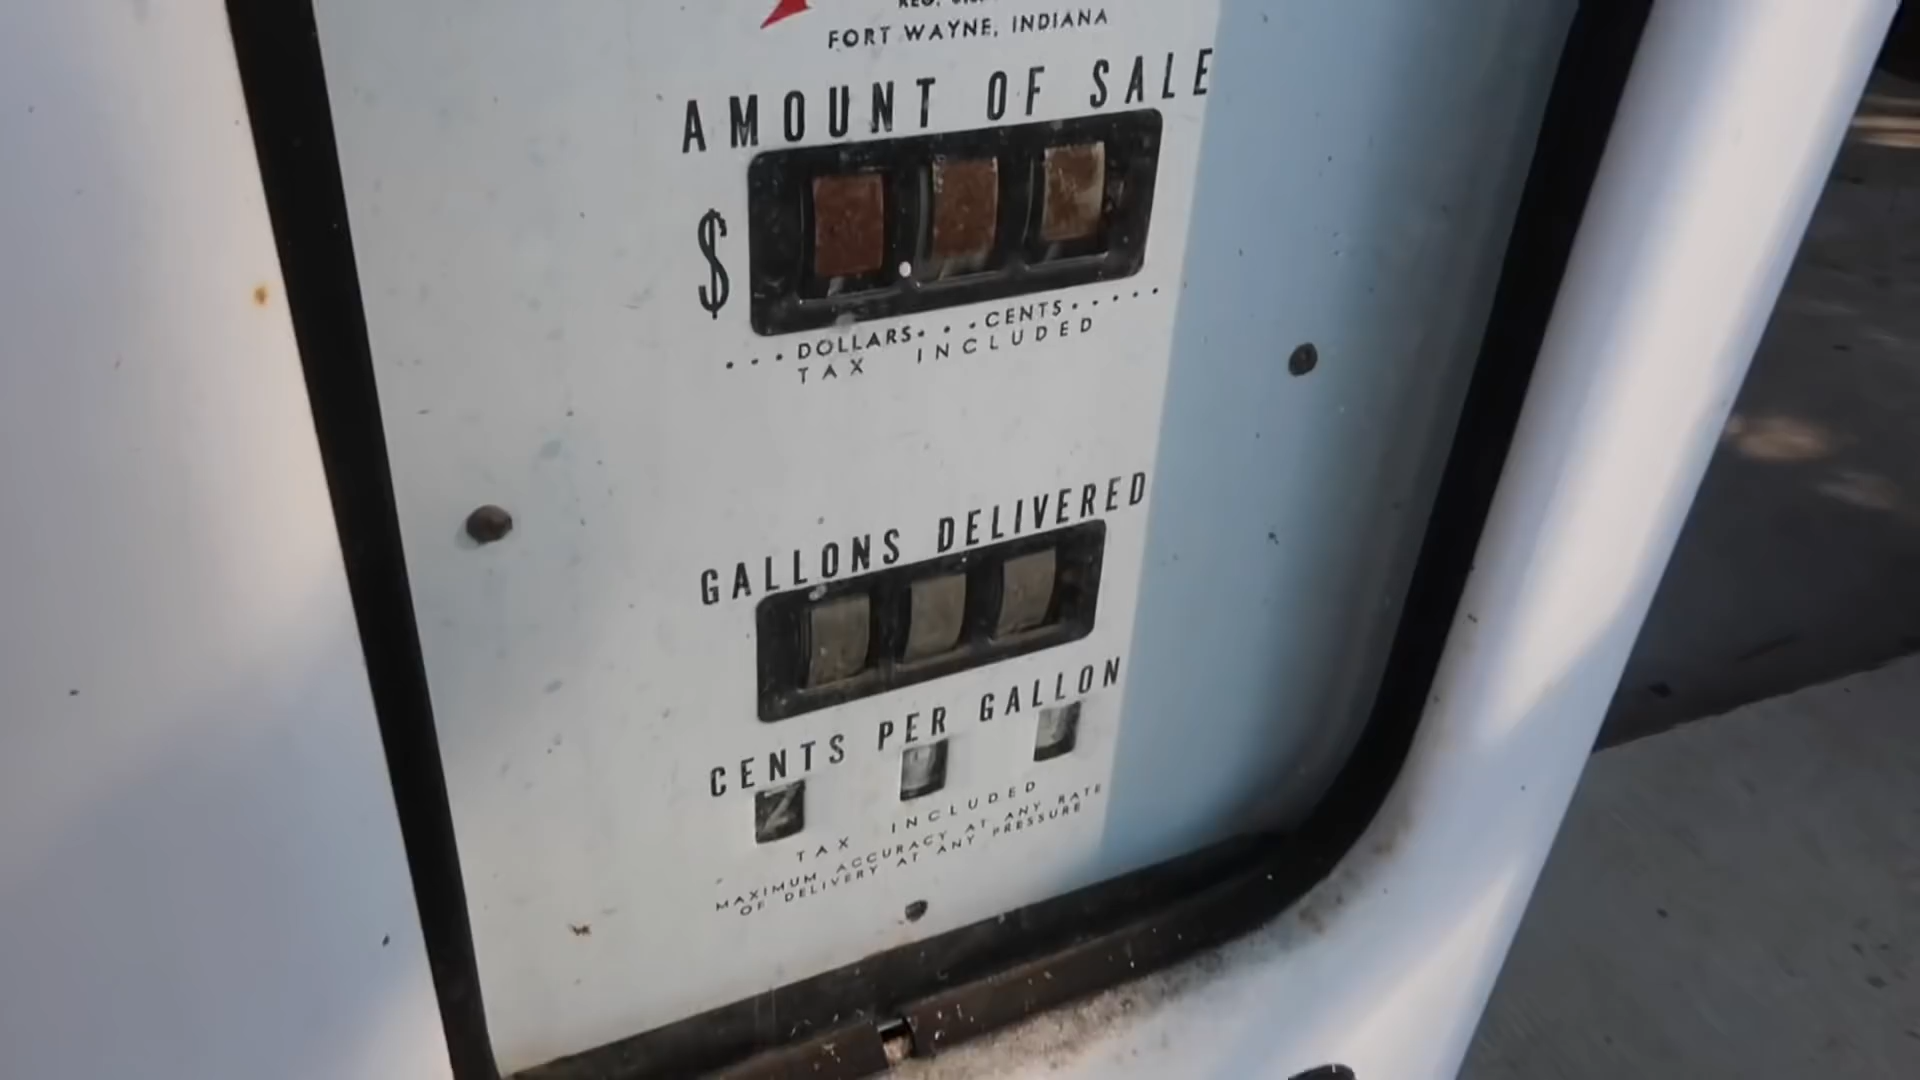 FORT WAYNE, INDIANA
AMOUNT OF SALE
$
...DOLLARS...CENTS.....
TAX INCLUDED
GALLONS DELIVERED
CENTS PER GALLON
2
TAX INCLUDED
MAXIMUM ACCURACY AT ANY RATE
OF DELIVERY AT ANY PRESSURE